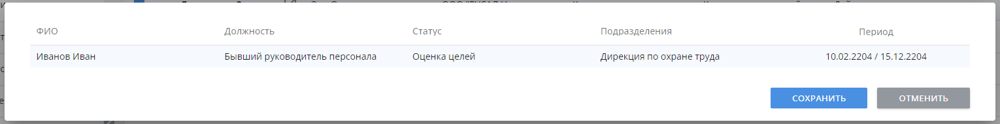 ФИО Должность Статус Подразделения Период
Иванов Иван Бывший руководитель персонала Оценка целей Дирекция по охране труда 10.02.2204 / 15.12.2204
СОХРАНИТЬ ОТМЕНИТЬ